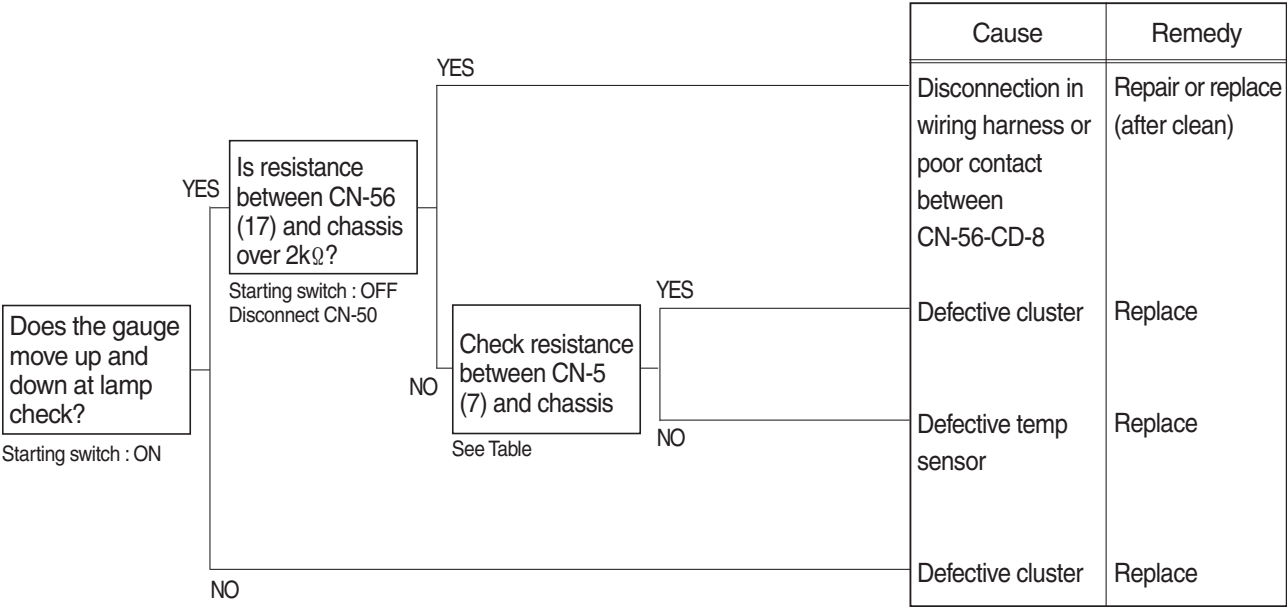 Cause
Remedy
YES
Disconnection in
wiring harness or
poor contact
between
CN-56-CD-8
Repair or replace
(after clean)
YES
Is resistance
between CN-56
(17) and chassis
over 2kΩ?
Starting switch : OFF
Disconnect CN-50
YES
Defective cluster
Replace
Does the gauge
move up and
down at lamp
check?
Starting switch : ON
NO
Check resistance
between CN-5
(7) and chassis
See Table
NO
Defective temp
sensor
Replace
NO
Defective cluster
Replace